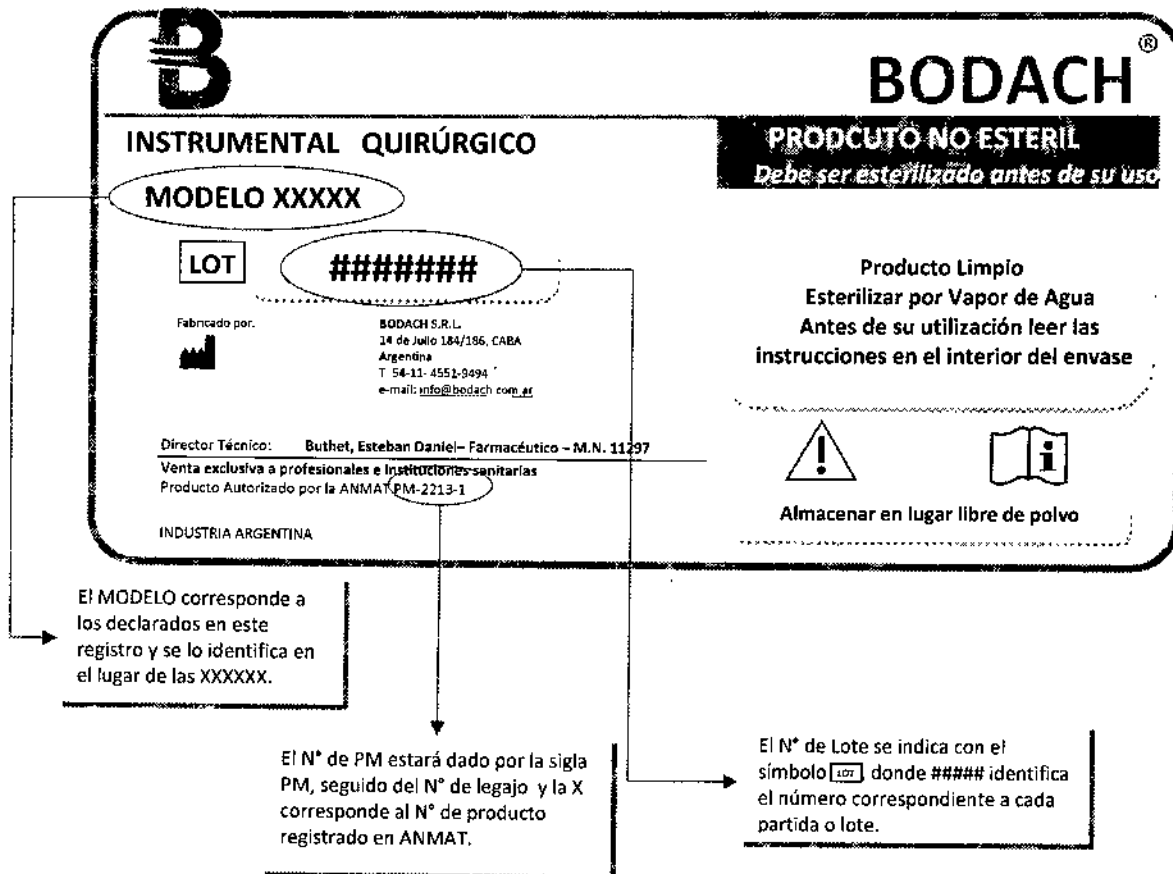 B
BODACH®
INSTRUMENTAL QUIRÚRGICO
PRODCUTO NO ESTERIL
Debe ser esterilizado antes de su uso
MODELO XXXXX
LOT
#######
Fabricado por.
BODACH S.R.L.
14 de Julio 184/186, CABA
Argentina
T 54-11- 4551-9494
e-mail: info@bodach com ar
Producto Limpio
Esterilizar por Vapor de Agua
Antes de su utilización leer las
instrucciones en el interior del envase
Director Técnico: Buthet, Esteban Daniel– Farmacéutico – M.N. 11297
Venta exclusiva a profesionales e Instituciones sanitarias
Producto Autorizado por la ANMAT PM-2213-1
INDUSTRIA ARGENTINA
Almacenar en lugar libre de polvo
El MODELO corresponde a
los declarados en este
registro y se lo identifica en
el lugar de las XXXXXX.
El N° de PM estará dado por la sigla
PM, seguido del N° de legajo y la X
corresponde al N° de producto
registrado en ANMAT.
El N° de Lote se indica con el
símbolo LOT, donde ##### identifica
el número correspondiente a cada
partida o lote.